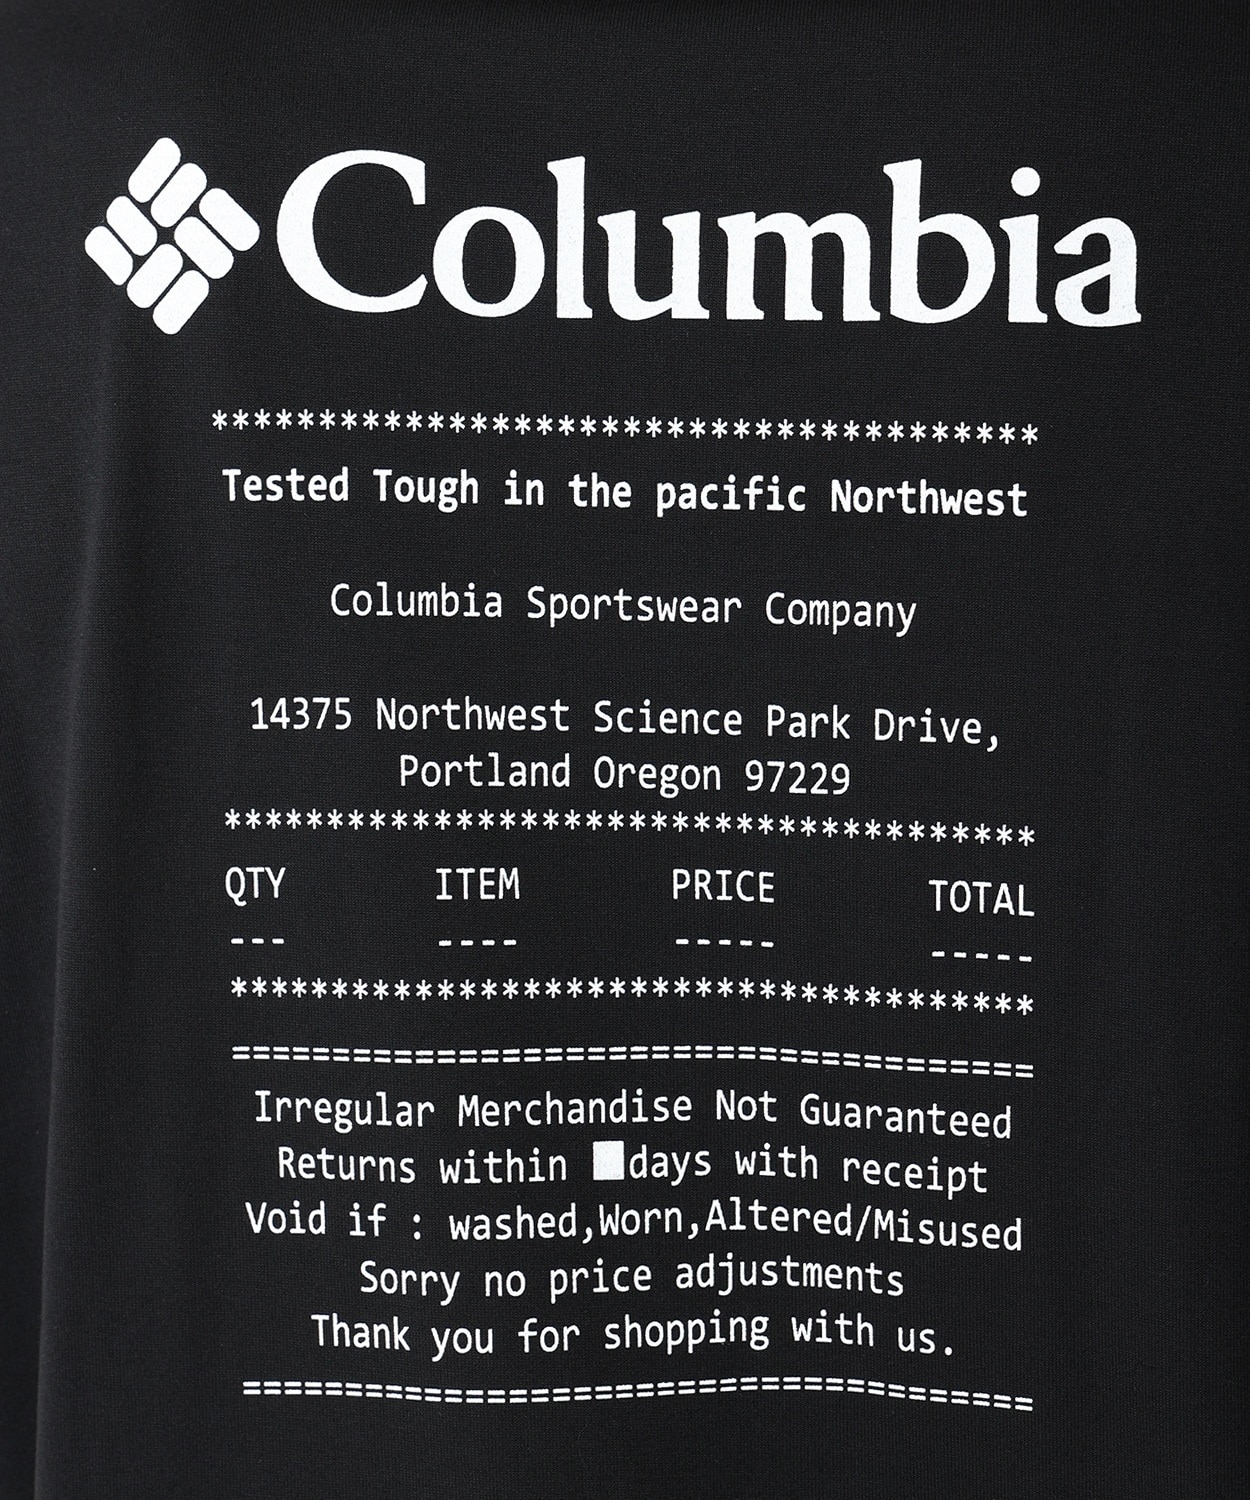 Columbia
***************************************
Tested Tough in the pacific Northwest
Columbia Sportswear Company
14375 Northwest Science Park Drive,
Portland Oregon 97229
***************************************
QTY ITEM PRICE TOTAL
--- ---- ----- -----
***************************************
=======================================
Irregular Merchandise Not Guaranteed
Returns within ■days with receipt
Void if : washed,Worn,Altered/Misused
Sorry no price adjustments
Thank you for shopping with us.
=======================================